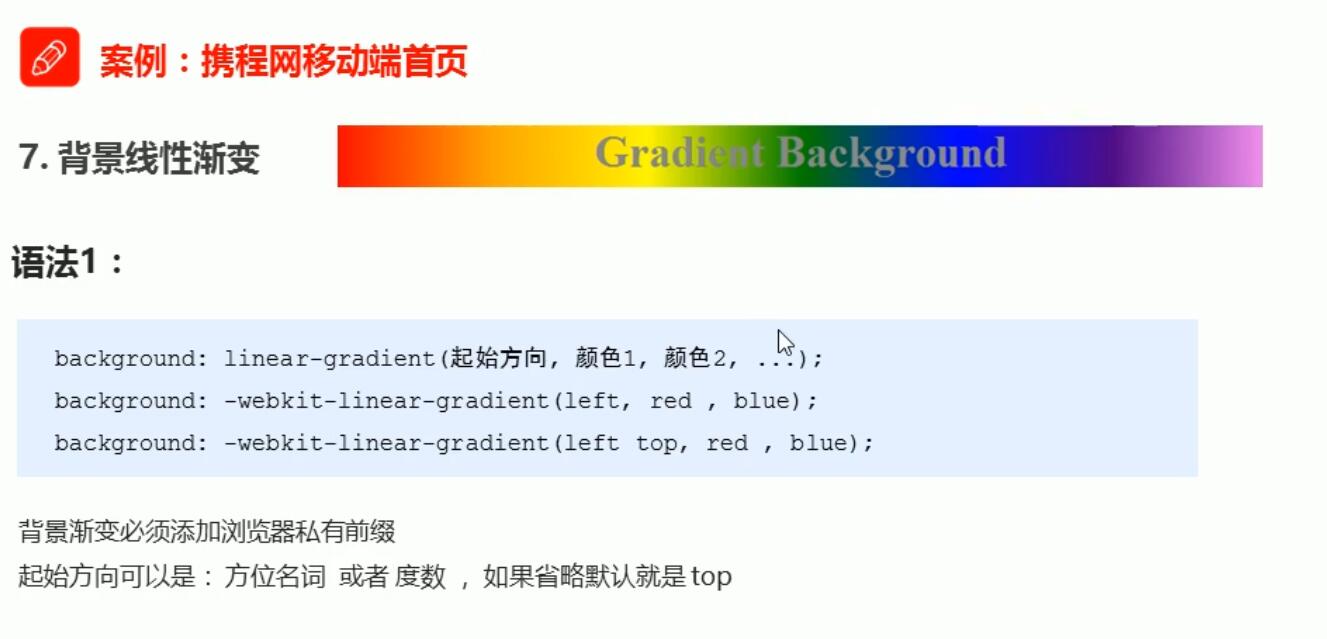 案例：携程网移动端首页
7. 背景线性渐变
Gradient Background
语法1：
background: linear-gradient(起始方向, 颜色1, 颜色2, ...);
background: -webkit-linear-gradient(left, red , blue);
background: -webkit-linear-gradient(left top, red , blue);
背景渐变必须添加浏览器私有前缀
起始方向可以是： 方位名词 或者 度数 ， 如果省略默认就是 top